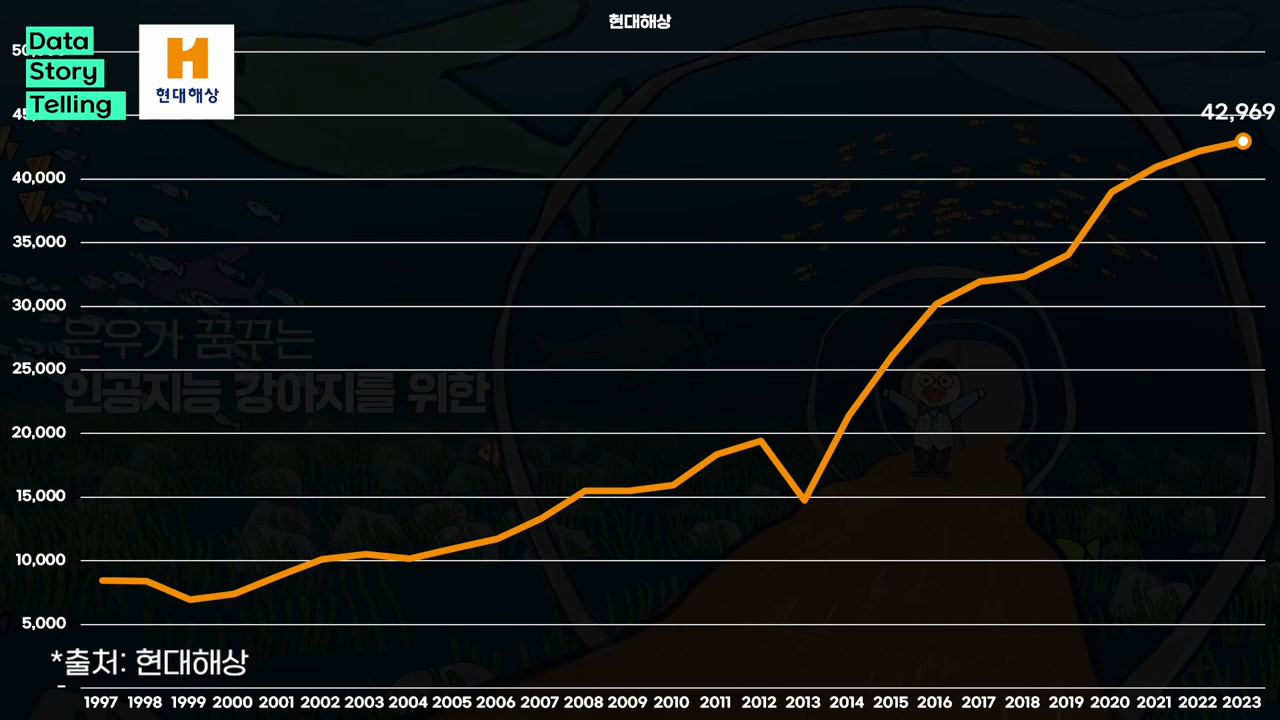 현대해상
Data
Story
Telling
현대해상
50,000
45,000
42,969
40,000
35,000
30,000
은우가 꿈꾸는
25,000
인공지능 강아지를 위한
20,000
15,000
10,000
5,000
*출처: 현대해상
-
1997 1998 1999 2000 2001 2002 2003 2004 2005 2006 2007 2008 2009 2010 2011 2012 2013 2014 2015 2016 2017 2018 2019 2020 2021 2022 2023